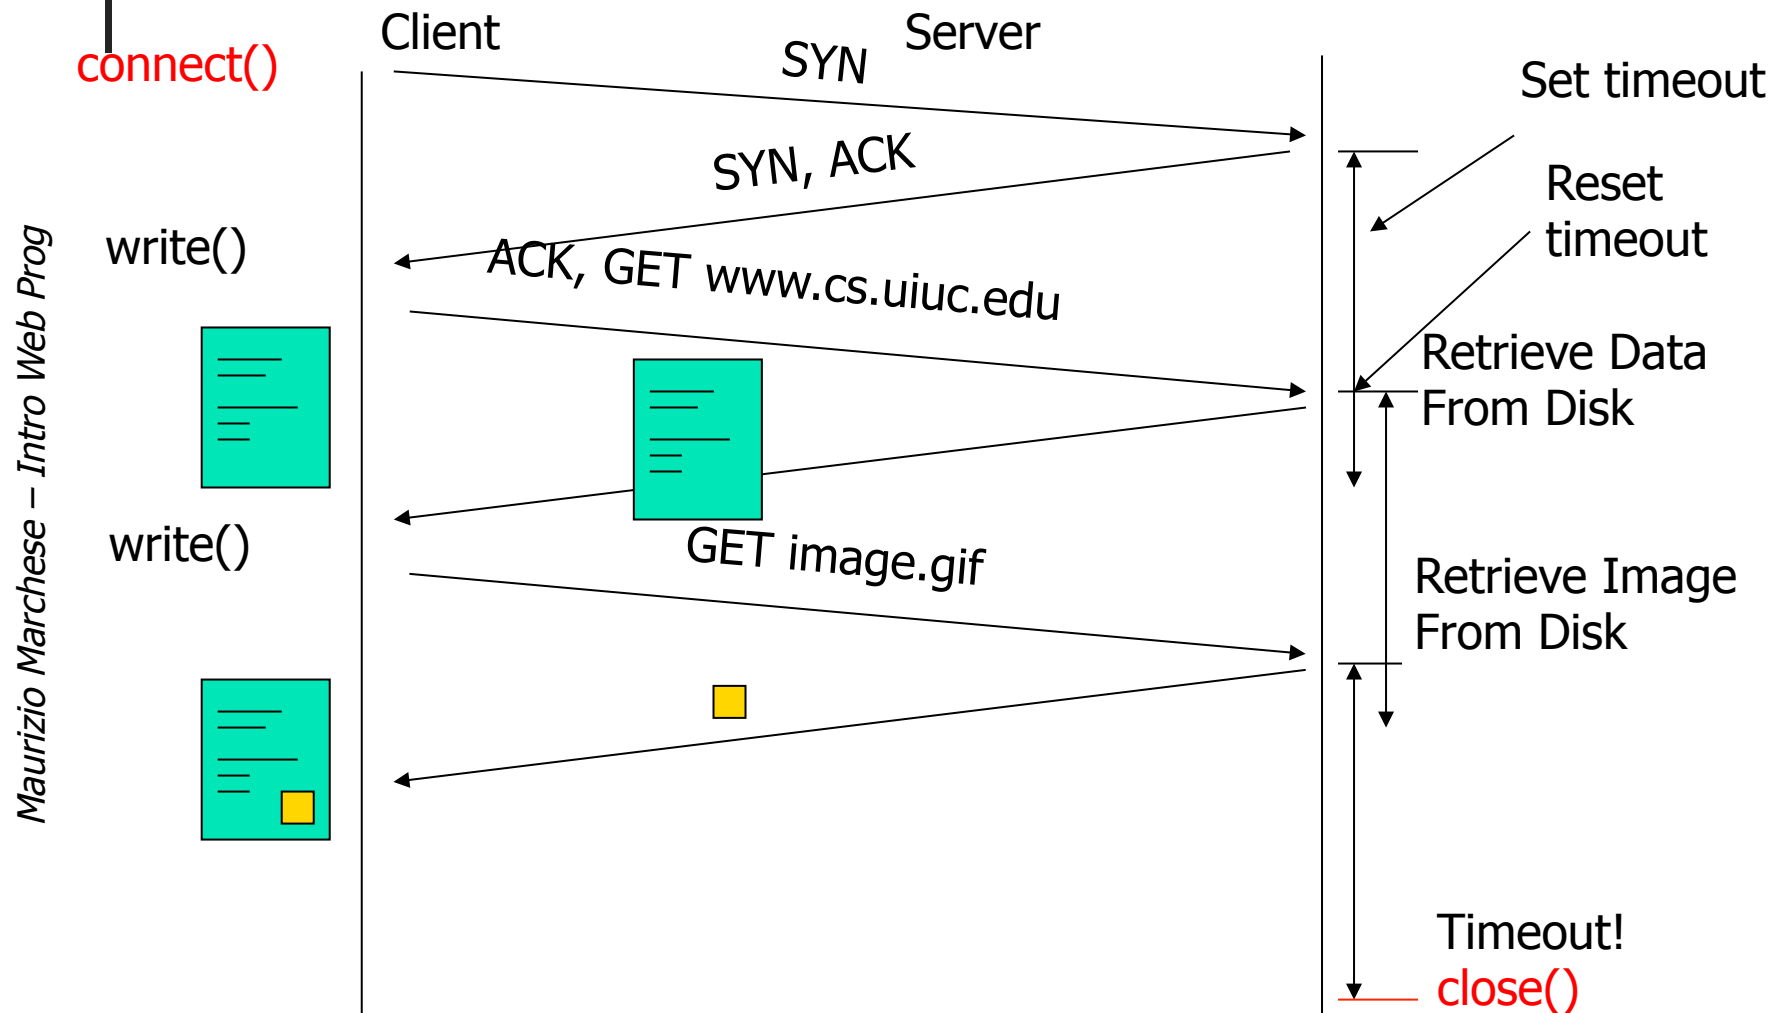 Client
Server
connect()
SYN
Set timeout
SYN, ACK
Reset
timeout
write()
ACK, GET www.cs.uiuc.edu
Retrieve Data
From Disk
write()
GET image.gif
Retrieve Image
From Disk
Timeout!
close()
Maurizio Marchese – Intro Web Prog